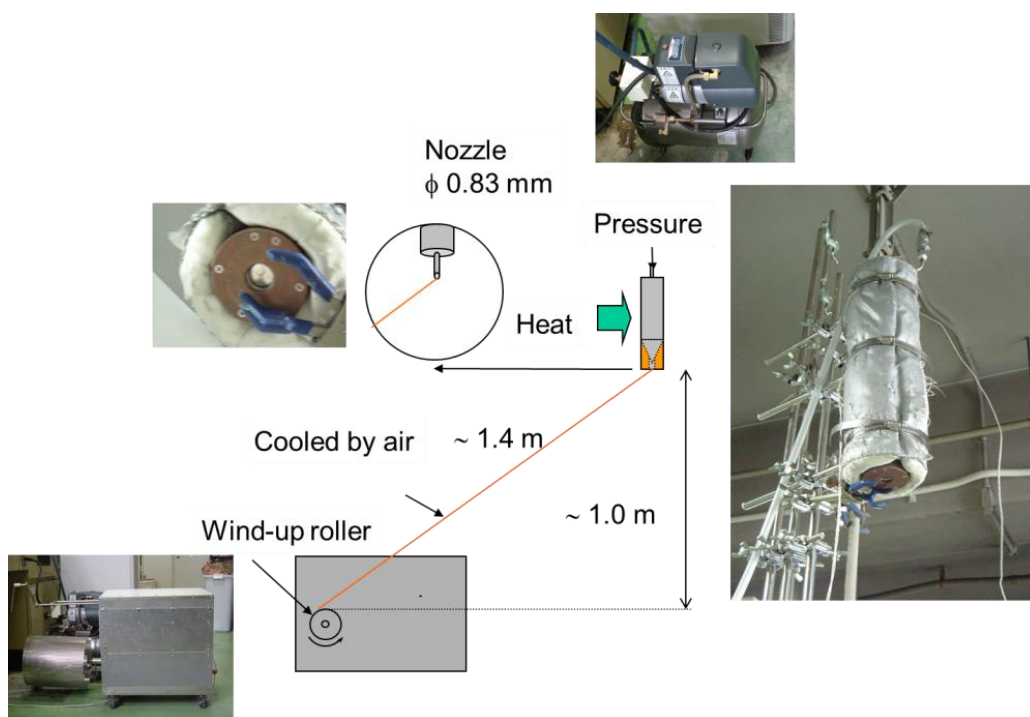 Nozzle
ϕ 0.83 mm
Pressure
Heat
Cooled by air
~ 1.4 m
~ 1.0 m
Wind-up roller